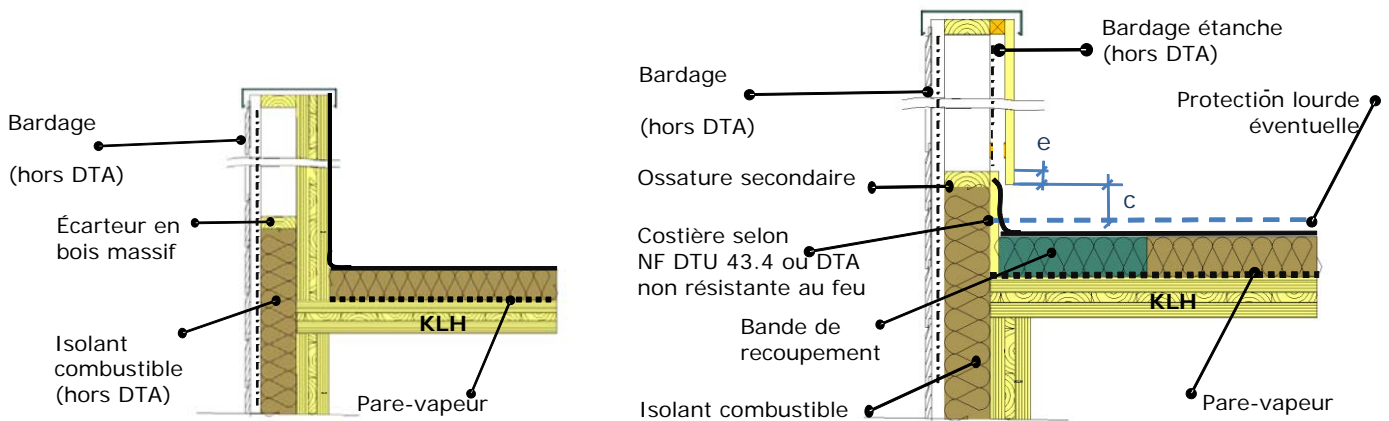 Bardage
(hors DTA)
Écarteur en
bois massif
Isolant
combustible
(hors DTA)
KLH
Pare-vapeur
Bardage
(hors DTA)
Bardage étanche
(hors DTA)
Protection lourde
éventuelle
e
c
Ossature secondaire
Costière selon
NF DTU 43.4 ou DTA
non résistante au feu
Bande de
recoupement
Isolant combustible
KLH
Pare-vapeur